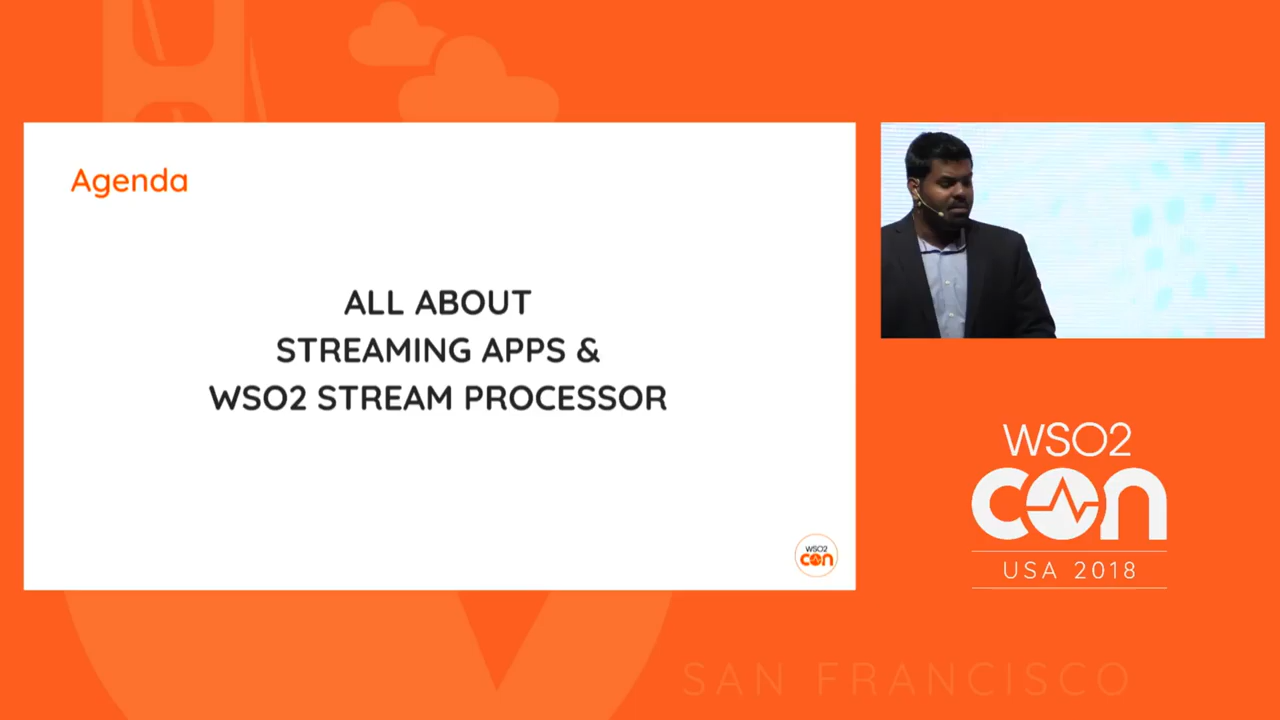 Agenda
ALL ABOUT
STREAMING APPS &
WSO2 STREAM PROCESSOR
WSO2
con
WSO2
con
USA 2018
SAN FRANCISCO